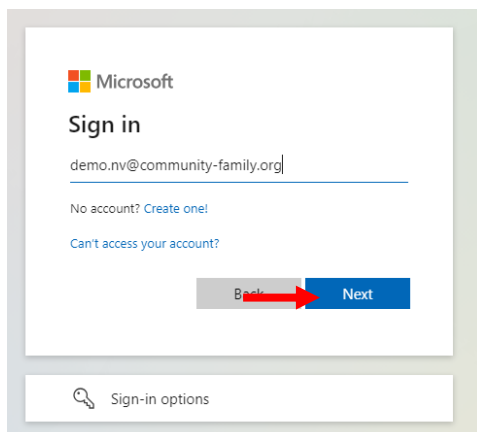 Microsoft
Sign in
demo.nv@community-family.org
No account? Create one!
Can't access your account?
Back Next
Sign-in options